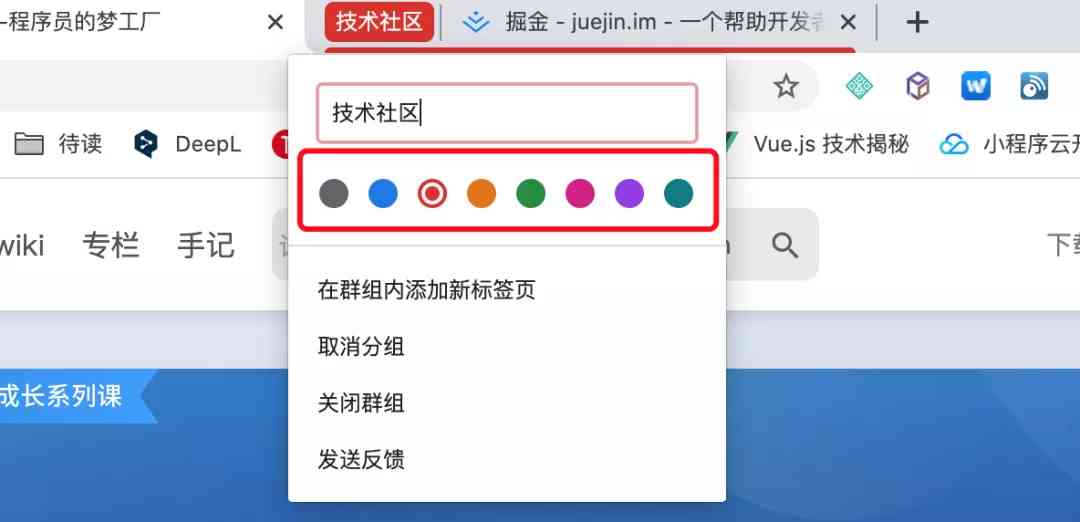 -程序员的梦工厂
技术社区
掘金 - juejin.im - 一个帮助开发者
技术社区
待读
DeepL
Vue.js 技术揭秘
小程序云开
wiki
专栏
手记
下载
在群组内添加新标签页
取消分组
关闭群组
发送反馈
成长系列课